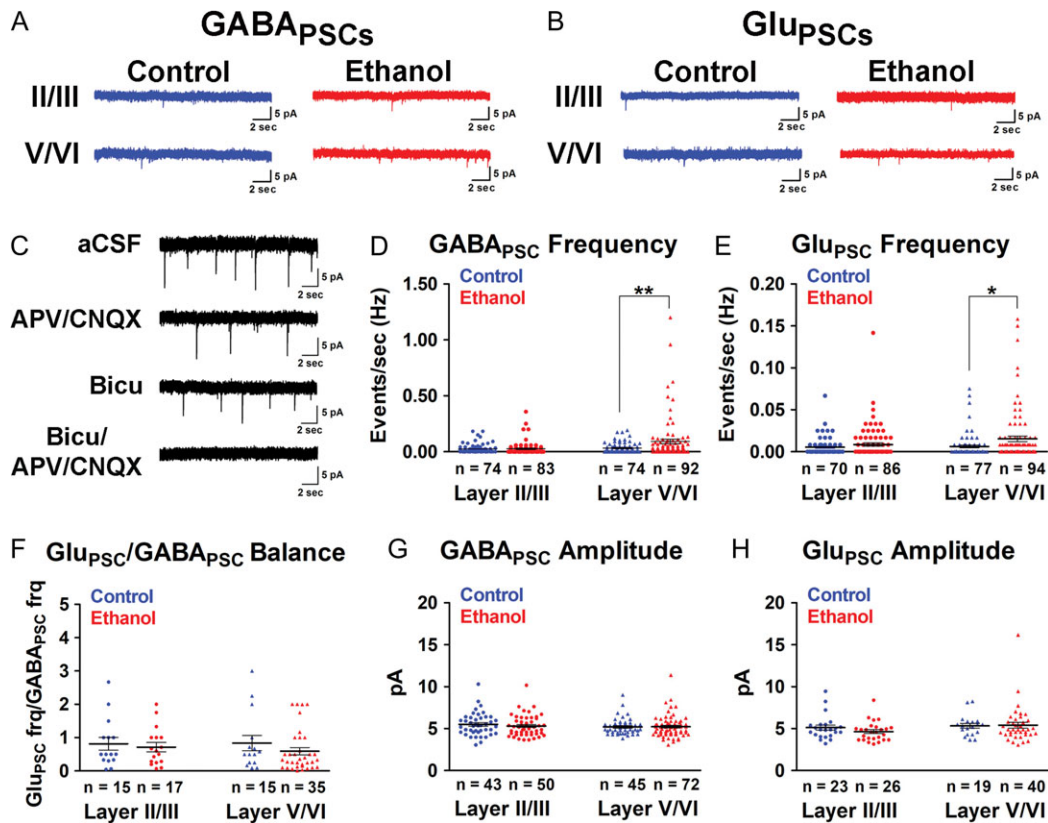 A GABAPSCs
Control Ethanol
II/III
5 pA
2 sec
5 pA
2 sec
V/VI
5 pA
2 sec
5 pA
2 sec
B GluPSCs
Control Ethanol
II/III
5 pA
2 sec
5 pA
2 sec
V/VI
5 pA
2 sec
5 pA
2 sec
C
aCSF
5 pA
2 sec
APV/CNQX
5 pA
2 sec
Bicu
5 pA
2 sec
Bicu/
APV/CNQX
5 pA
2 sec
D GABAPSC Frequency
Control
Ethanol
**
Events/sec (Hz)
1.50
1.00
0.50
0.00
n = 74 n = 83 n = 74 n = 92
Layer II/III Layer V/VI
E GluPSC Frequency
Control
Ethanol
*
Events/sec (Hz)
0.20
0.15
0.10
0.05
0.00
n = 70 n = 86 n = 77 n = 94
Layer II/III Layer V/VI
F GluPSC/GABAPSC Balance
Control
Ethanol
GluPSC frq/GABAPSC frq
5
4
3
2
1
0
n = 15 n = 17 n = 15 n = 35
Layer II/III Layer V/VI
G GABAPSC Amplitude
Control
Ethanol
pA
20
15
10
5
0
n = 43 n = 50 n = 45 n = 72
Layer II/III Layer V/VI
H GluPSC Amplitude
Control
Ethanol
pA
20
15
10
5
0
n = 23 n = 26 n = 19 n = 40
Layer II/III Layer V/VI